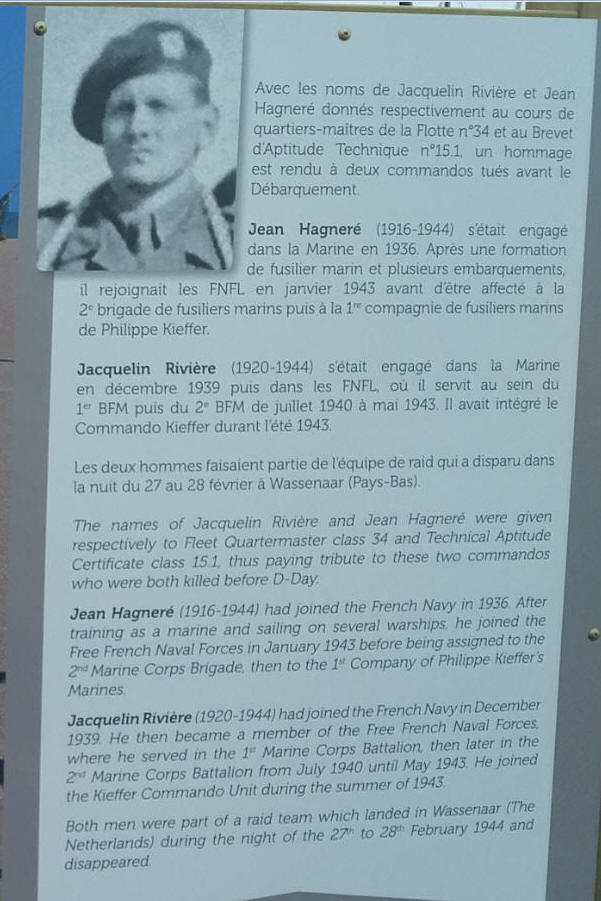 Avec les noms de Jacquelin Rivière et Jean
Hagneré donnés respectivement au cours de
quartiers-maîtres de la Flotte n°34 et au Brevet
d'Aptitude Technique n°15.1, un hommage
est rendu à deux commandos tués avant le
Débarquement.
Jean Hagneré (1916-1944) s'était engagé
dans la Marine en 1936. Après une formation
de fusilier marin et plusieurs embarquements,
il rejoignait les FNFL en janvier 1943 avant d'être affecté à la
2e brigade de fusiliers marins puis à la 1re compagnie de fusiliers marins
de Philippe Kieffer.
Jacquelin Rivière (1920-1944) s'était engagé dans la Marine
en décembre 1939 puis dans les FNFL, où il servit au sein du
1er BFM puis du 2e BFM de juillet 1940 à mai 1943. Il avait intégré le
Commando Kieffer durant l'été 1943.
Les deux hommes faisaient partie de l'équipe de raid qui a disparu dans
la nuit du 27 au 28 février à Wassenaar (Pays-Bas).
The names of Jacquelin Rivière and Jean Hagneré were given
respectively to Fleet Quartermaster class 34 and Technical Aptitude
Certificate class 15.1, thus paying tribute to these two commandos
who were both killed before D-Day.
Jean Hagneré (1916-1944) had joined the French Navy in 1936. After
training as a marine and sailing on several warships, he joined the
Free French Naval Forces in January 1943 before being assigned to the
2nd Marine Corps Brigade, then to the 1st Company of Philippe Kieffer's
Marines.
Jacquelin Rivière (1920-1944) had joined the French Navy in December
1939. He then became a member of the Free French Naval Forces,
where he served in the 1st Marine Corps Battalion, then later in the
2nd Marine Corps Battalion from July 1940 until May 1943. He joined
the Kieffer Commando Unit during the summer of 1943.
Both men were part of a raid team which landed in Wassenaar (The
Netherlands) during the night of the 27th to 28th February 1944 and
disappeared.